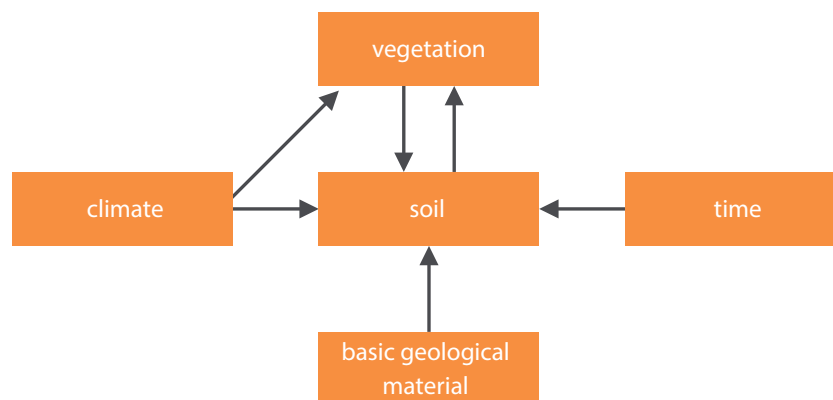 vegetation
climate
soil
time
basic geological
material